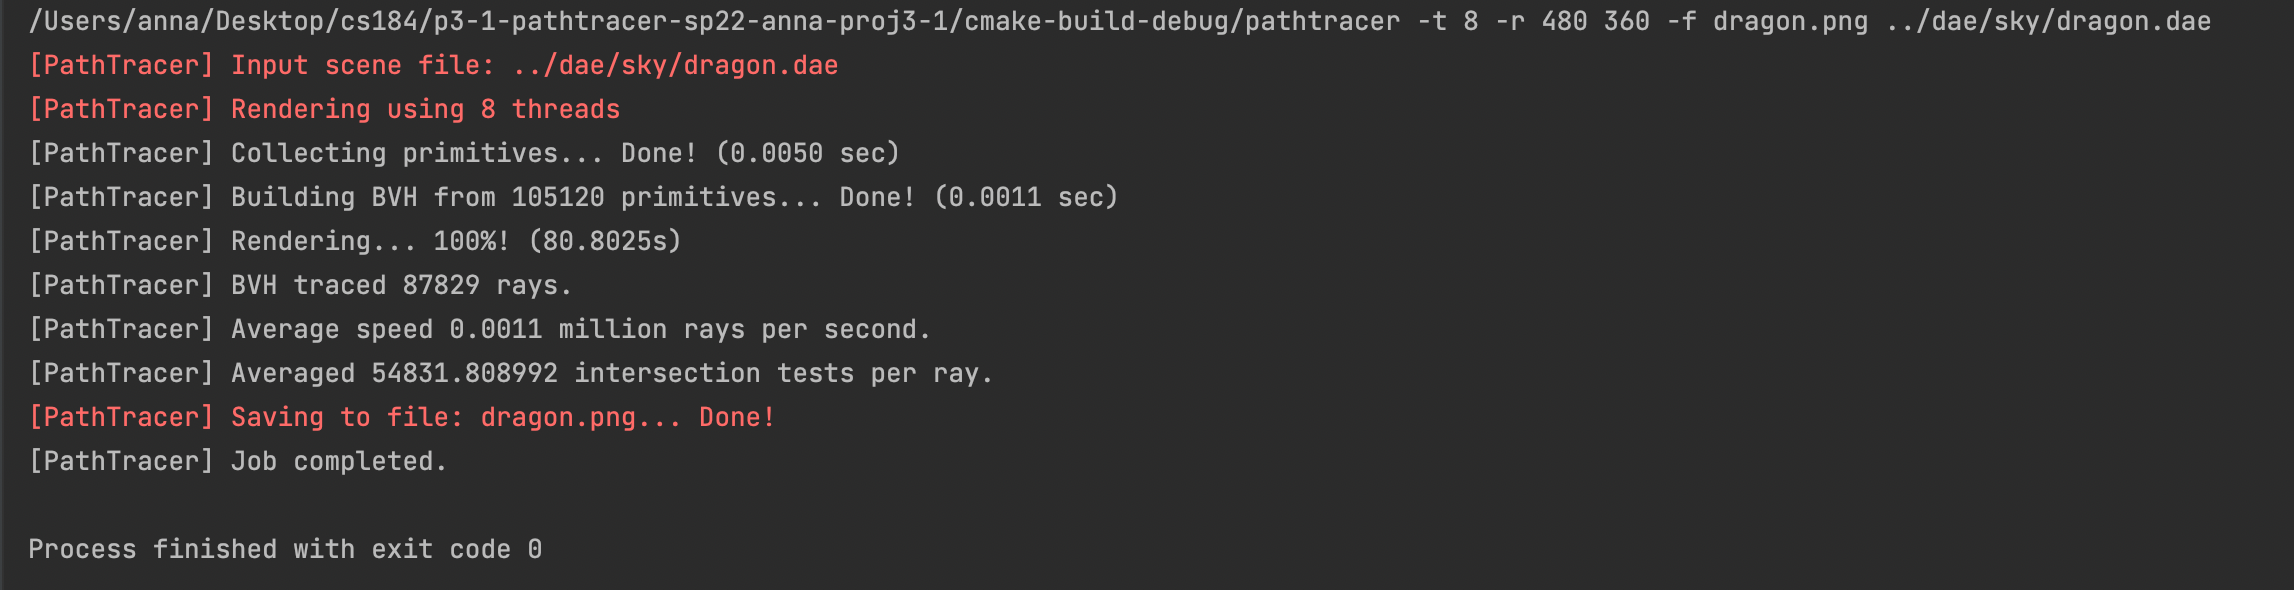 /Users/anna/Desktop/cs184/p3-1-pathtracer-sp22-anna-proj3-1/cmake-build-debug/pathtracer -t 8 -r 480 360 -f dragon.png ../dae/sky/dragon.dae
[PathTracer] Input scene file: ../dae/sky/dragon.dae
[PathTracer] Rendering using 8 threads
[PathTracer] Collecting primitives... Done! (0.0050 sec)
[PathTracer] Building BVH from 105120 primitives... Done! (0.0011 sec)
[PathTracer] Rendering... 100%! (80.8025s)
[PathTracer] BVH traced 87829 rays.
[PathTracer] Average speed 0.0011 million rays per second.
[PathTracer] Averaged 54831.808992 intersection tests per ray.
[PathTracer] Saving to file: dragon.png... Done!
[PathTracer] Job completed.
Process finished with exit code 0